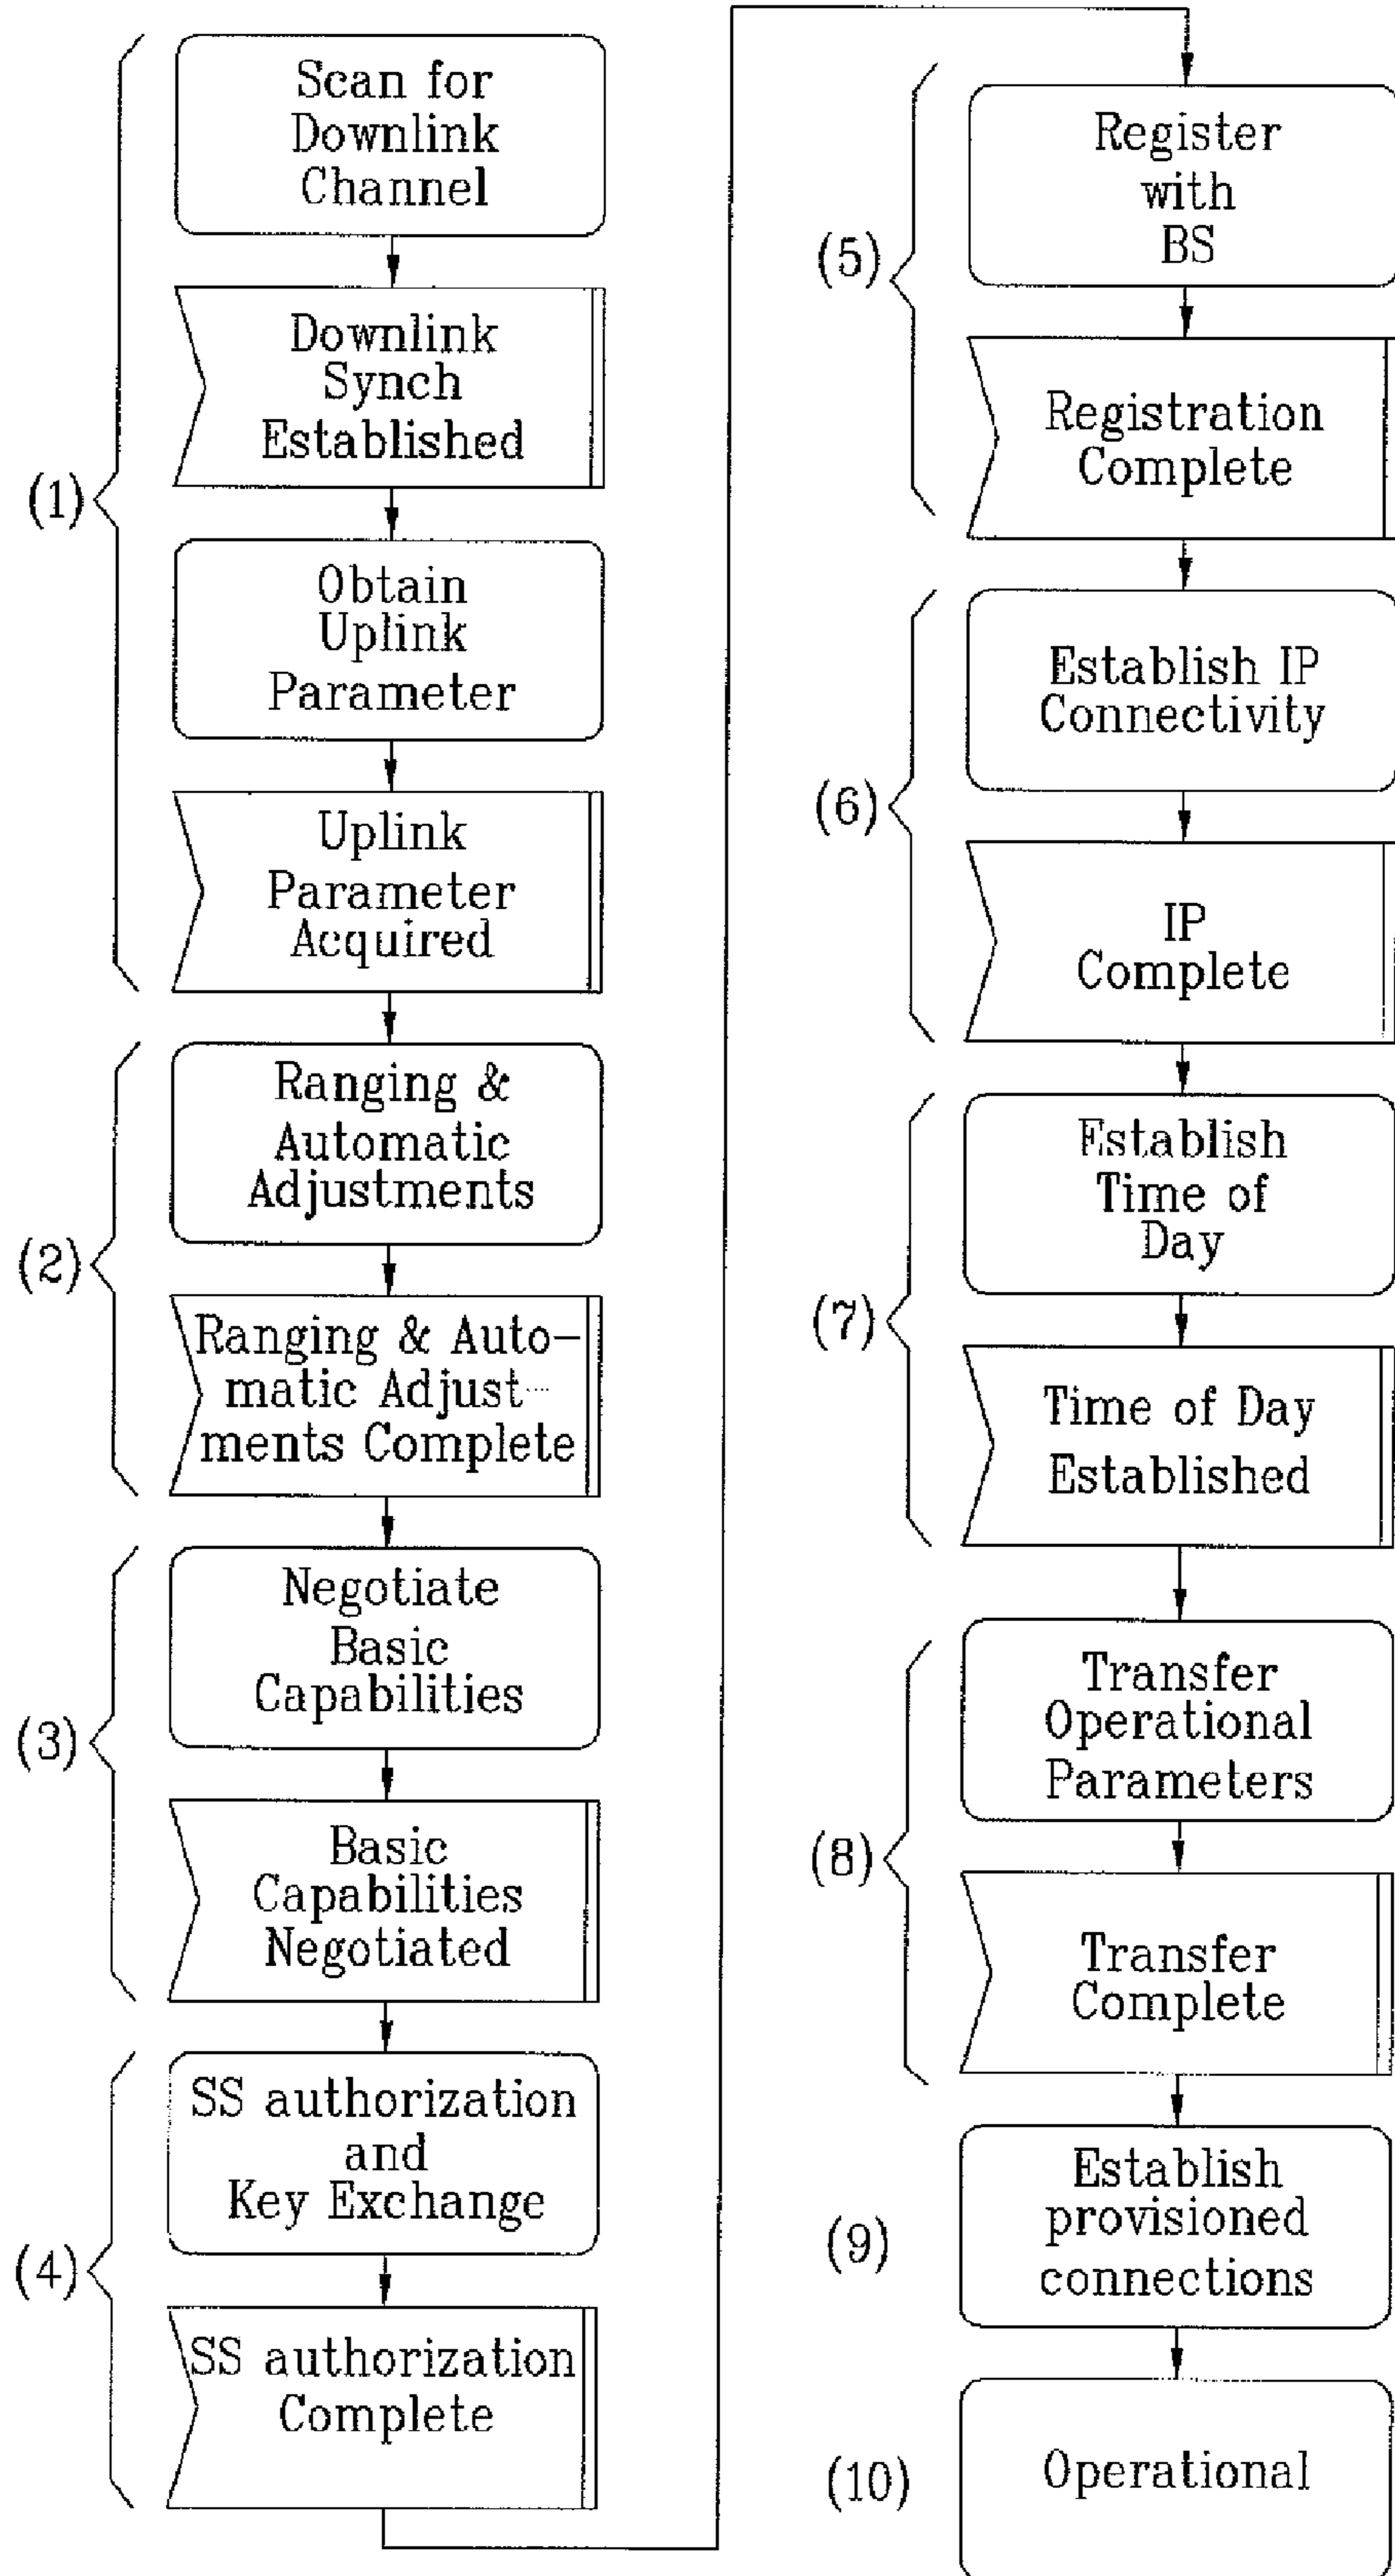 Scan for
Downlink
Channel
Downlink
Synch
Established
(1)
Obtain
Uplink
Parameter
Uplink
Parameter
Acquired
Ranging &
Automatic
Adjustments
(2)
Ranging & Auto-
matic Adjust-
ments Complete
Negotiate
Basic
Capabilities
(3)
Basic
Capabilities
Negotiated
SS authorization
and
Key Exchange
(4)
SS authorization
Complete
Register
with
BS
(5)
Registration
Complete
Establish IP
Connectivity
(6)
IP
Complete
Establish
Time of
Day
(7)
Time of Day
Established
Transfer
Operational
Parameters
(8)
Transfer
Complete
Establish
provisioned
connections
(9)
Operational
(10)